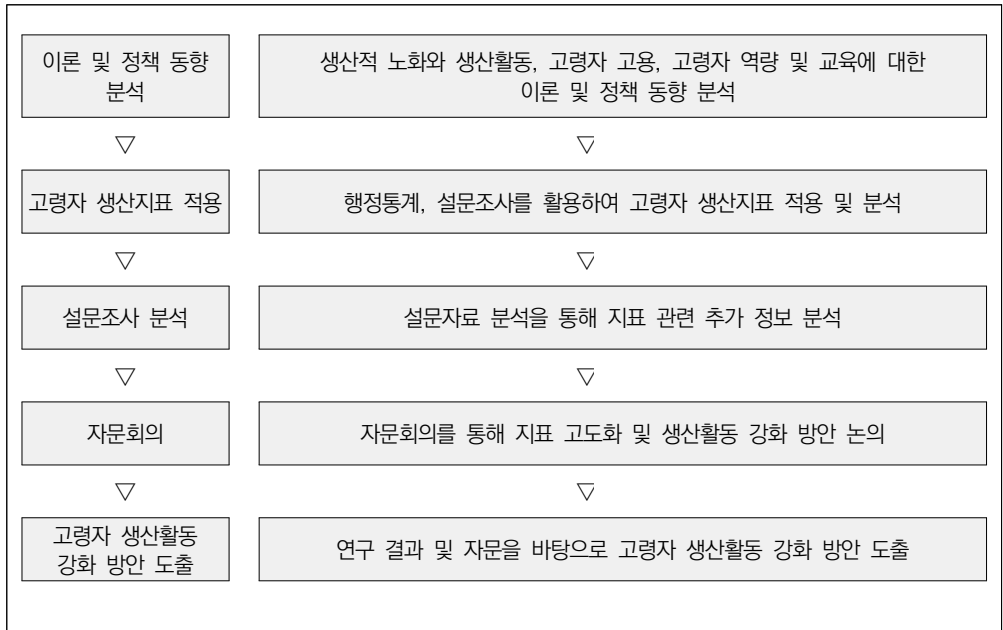 이론 및 정책 동향
분석
생산적 노화와 생산활동, 고령자 고용, 고령자 역량 및 교육에 대한
이론 및 정책 동향 분석
▽
▽
고령자 생산지표 적용
행정통계, 설문조사를 활용하여 고령자 생산지표 적용 및 분석
▽
▽
설문조사 분석
설문자료 분석을 통해 지표 관련 추가 정보 분석
▽
▽
자문회의
자문회의를 통해 지표 고도화 및 생산활동 강화 방안 논의
▽
▽
고령자 생산활동
강화 방안 도출
연구 결과 및 자문을 바탕으로 고령자 생산활동 강화 방안 도출